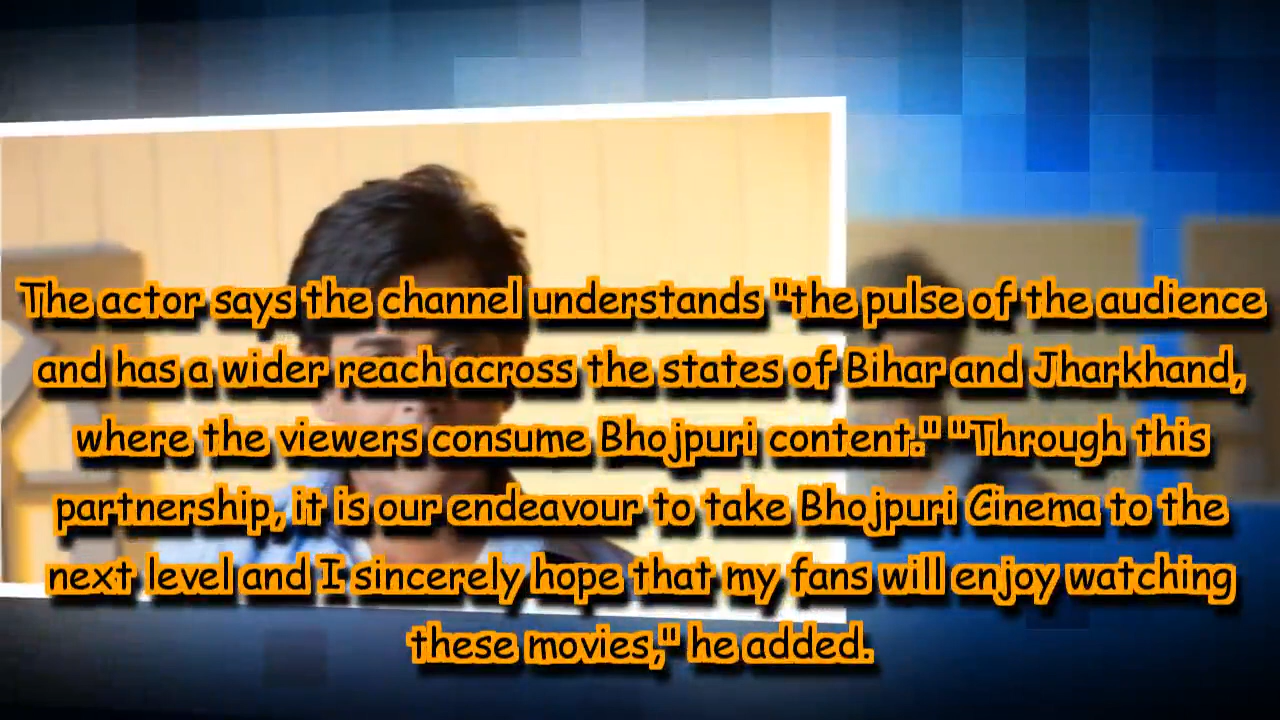 The actor says the channel understands "the pulse of the audience
and has a wider reach across the states of Bihar and Jharkhand,
where the viewers consume Bhojpuri content." "Through this
partnership, it is our endeavour to take Bhojpuri Cinema to the
next level and I sincerely hope that my fans will enjoy watching
these movies," he added.